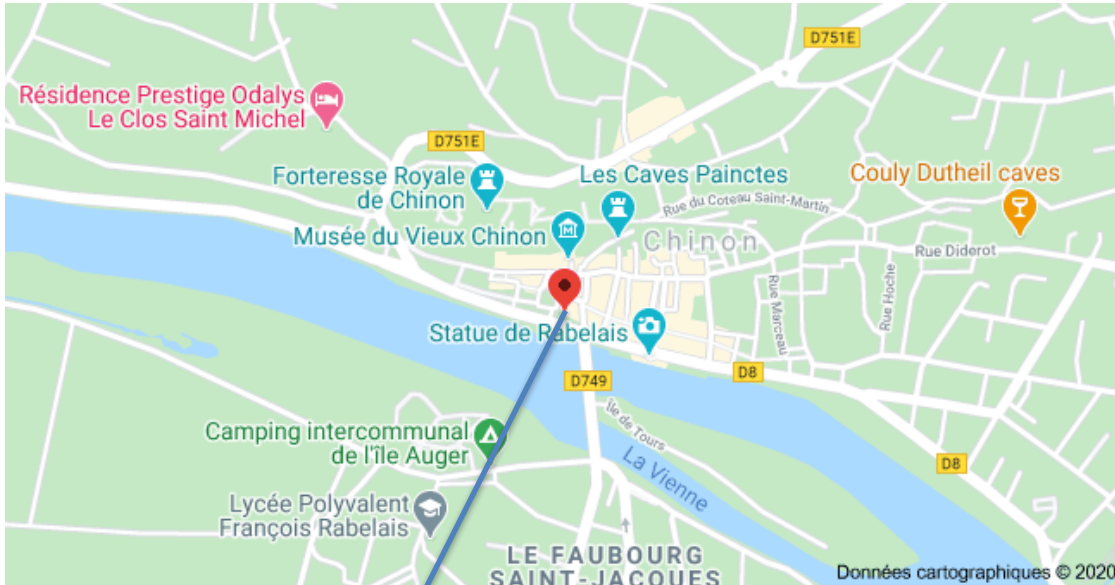 D751E
Résidence Prestige Odalys
Le Clos Saint Michel
D751E
Forteresse Royale
de Chinon
Les Caves Painctes
Couly Dutheil caves
Rue du Coteau Saint-Martin
Musée du Vieux Chinon
Chinon
Rue Diderot
Rue Hoche
Rue Marceau
Statue de Rabelais
D8
D749
Île de Tours
Camping intercommunal
de l'île Auger
La Vienne
D8
Lycée Polyvalent
François Rabelais
LE FAUBOURG
SAINT-JACQUES
Données cartographiques © 2020